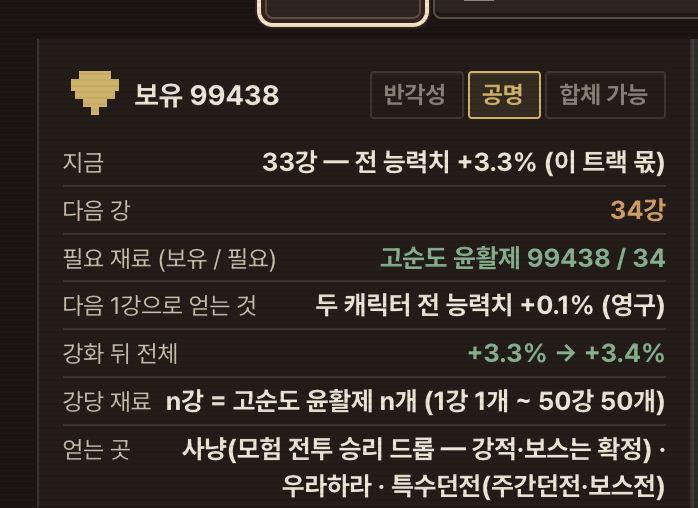 보유 99438
반각성 공명 합체 가능
지금 33강 — 전 능력치 +3.3% (이 트랙 몫)
다음 강 34강
필요 재료 (보유 / 필요) 고순도 윤활제 99438 / 34
다음 1강으로 얻는 것 두 캐릭터 전 능력치 +0.1% (영구)
강화 뒤 전체 +3.3% → +3.4%
강당 재료 n강 = 고순도 윤활제 n개 (1강 1개 ~ 50강 50개)
얻는 곳 사냥(모험 전투 승리 드롭 — 강적·보스는 확정) ·
우라하라 · 특수던전(주간던전·보스전)